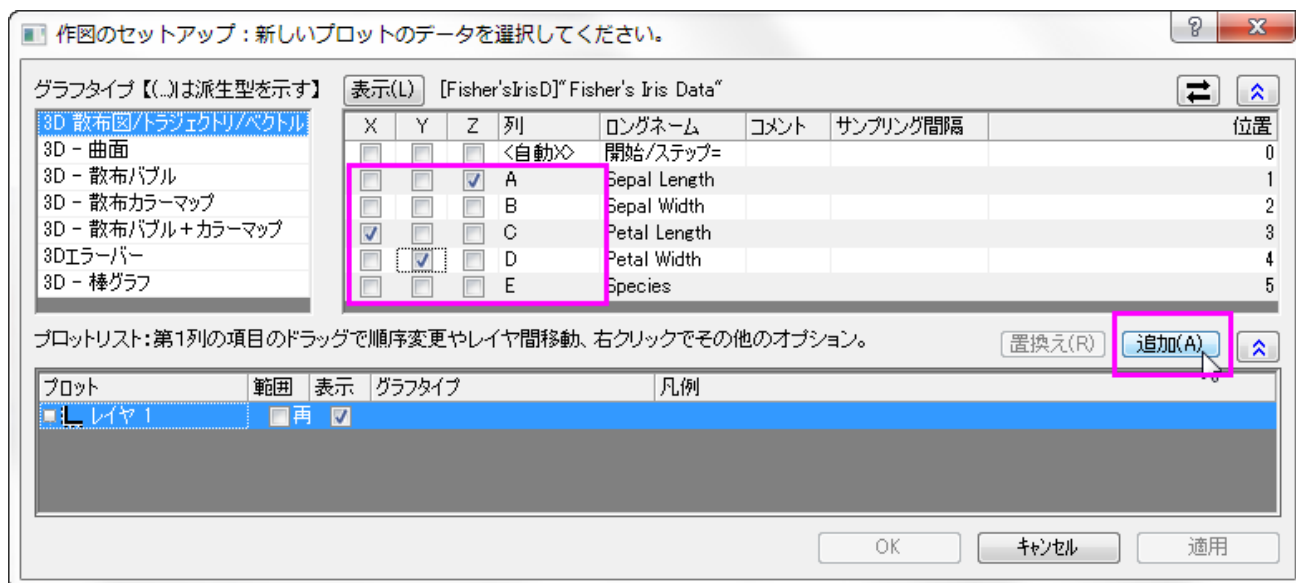 作図のセットアップ：新しいプロットのデータを選択してください。
グラフタイプ【(...)は派生型を示す】 表示(L) [Fisher'sIrisD]"Fisher's Iris Data"
3D 散布図/トラジェクトリ/ベクトル
3D - 曲面
3D - 散布バブル
3D - 散布カラーマップ
3D - 散布バブル+カラーマップ
3Dエラーバー
3D - 棒グラフ
X Y Z 列 ロングネーム コメント サンプリング間隔 位置
<自動X> 開始/ステップ= 0
A Sepal Length 1
B Sepal Width 2
C Petal Length 3
D Petal Width 4
E Species 5
プロットリスト：第1列の項目のドラッグで順序変更やレイヤ間移動、右クリックでその他のオプション。 置換え(R) 追加(A)
プロット 範囲 表示 グラフタイプ 凡例
レイヤ 1 再
OK キャンセル 適用